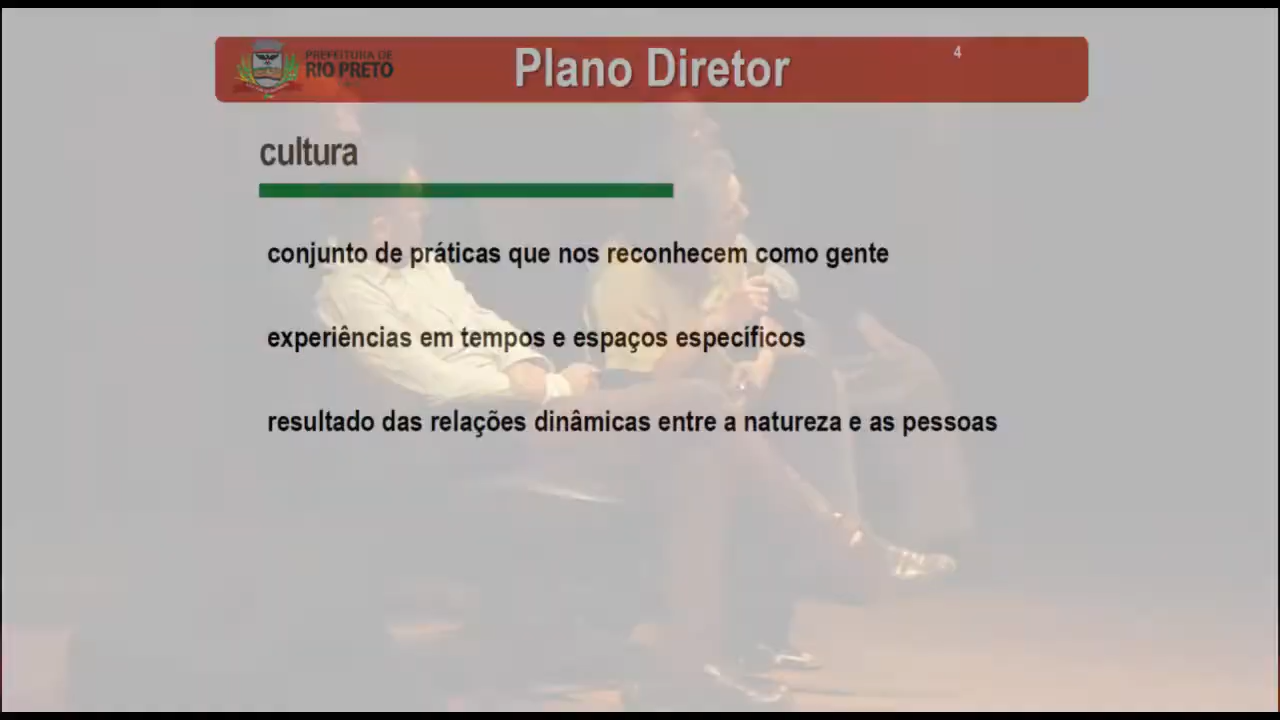 PREFEITURA DE
RIO PRETO
Plano Diretor
4
cultura
conjunto de práticas que nos reconhecem como gente
experiências em tempos e espaços específicos
resultado das relações dinâmicas entre a natureza e as pessoas